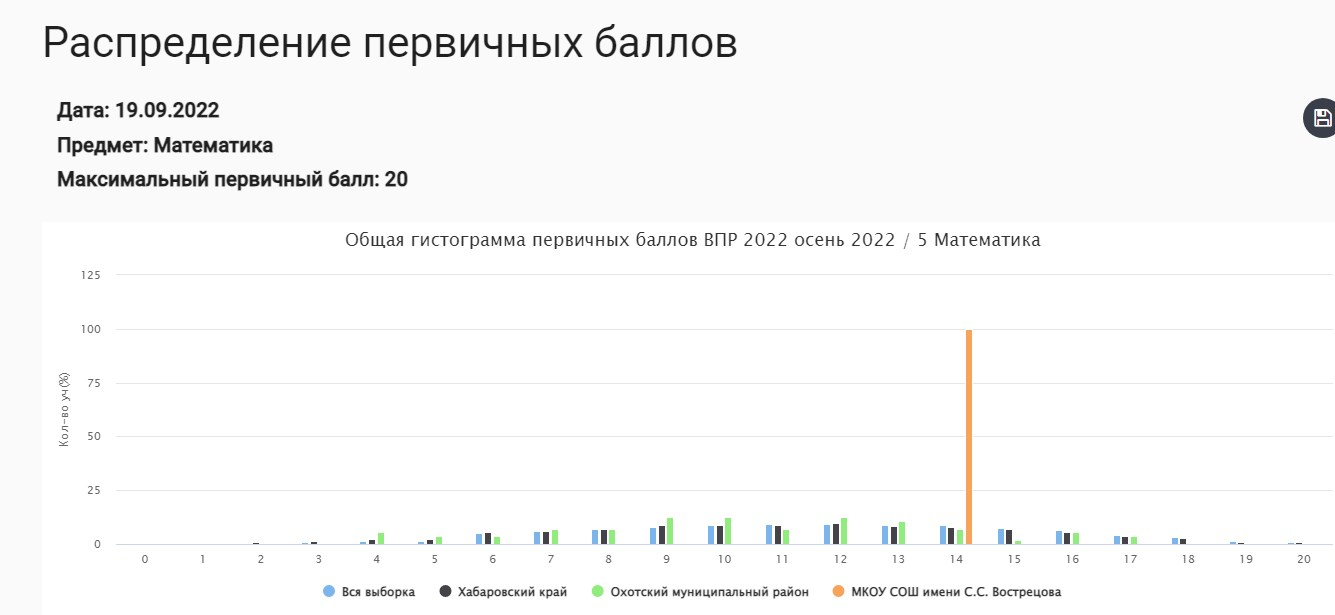 Распределение первичных баллов
Дата: 19.09.2022
Предмет: Математика
Максимальный первичный балл: 20
Общая гистограмма первичных баллов ВПР 2022 осень 2022 / 5 Математика
125
100
75
50
25
0
Кол-во уч(%)
0 1 2 3 4 5 6 7 8 9 10 11 12 13 14 15 16 17 18 19 20
Вся выборка Хабаровский край Охотский муниципальный район МКОУ СОШ имени С.С. Вострецова